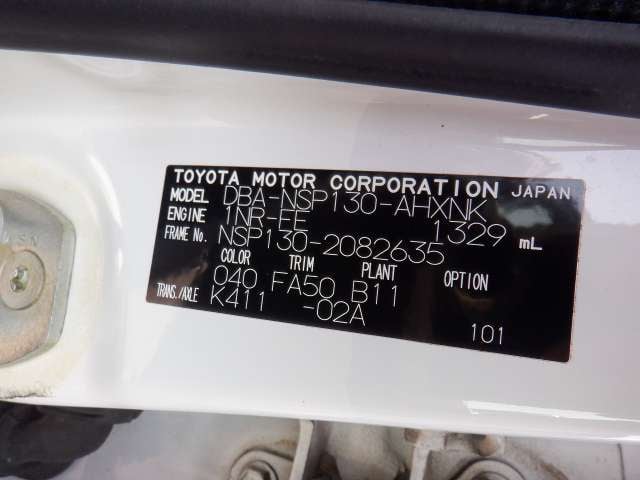 TOYOTA MOTOR CORPORATION JAPAN
MODEL DBA-NSP130-AHXNK
ENGINE 1NR-FE 1329 mL
FRAME No. NSP130-2082635
COLOR TRIM PLANT OPTION
040 FA50 B11
TRANS./AXLE K411 -02A
101